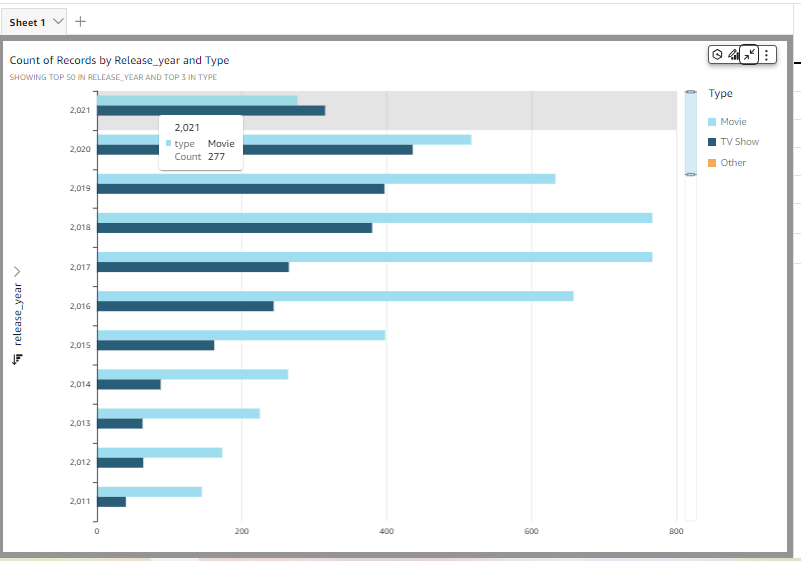 Sheet 1
Count of Records by Release_year and Type
SHOWING TOP 50 IN RELEASE_YEAR AND TOP 3 IN TYPE
Type
Movie
TV Show
Other
2,021
2,021
type Movie
Count 277
2,020
2,019
2,018
2,017
2,016
2,015
2,014
2,013
2,012
2,011
release_year
0 200 400 600 800